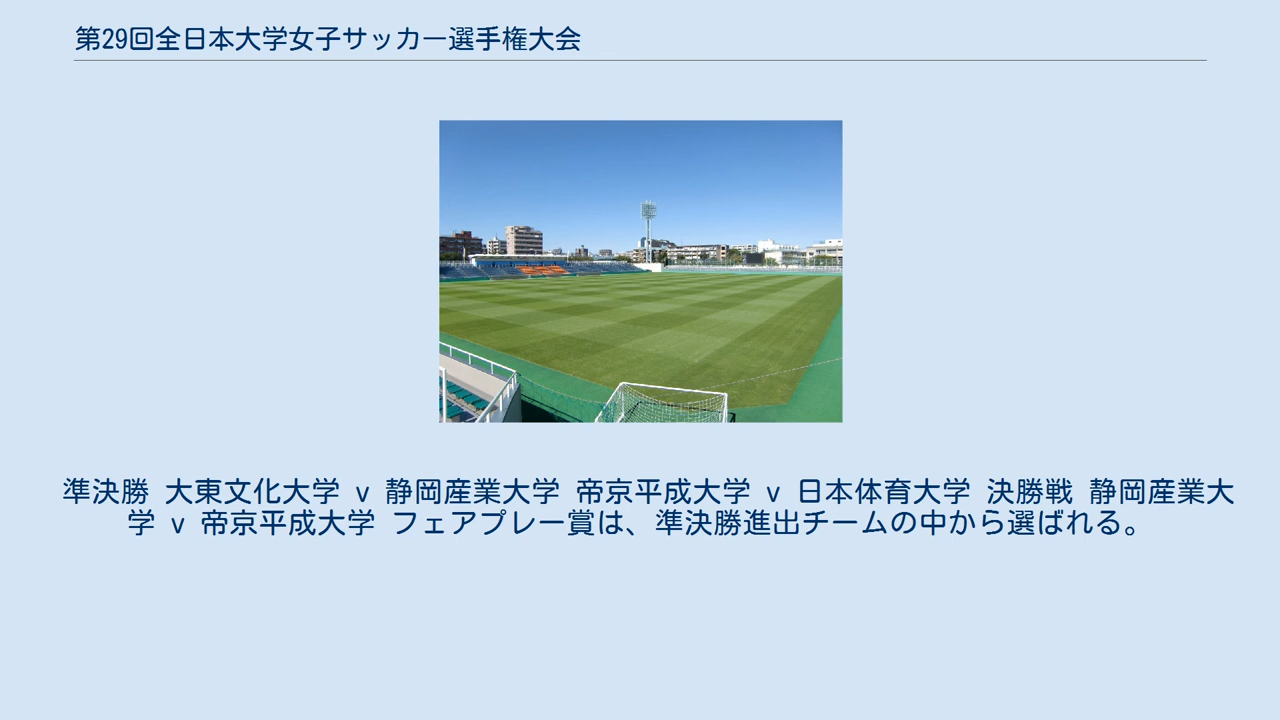 第29回全日本大学女子サッカー選手権大会
準決勝 大東文化大学 v 静岡産業大学 帝京平成大学 v 日本体育大学 決勝戦 静岡産業大
学 v 帝京平成大学 フェアプレー賞は、準決勝進出チームの中から選ばれる。